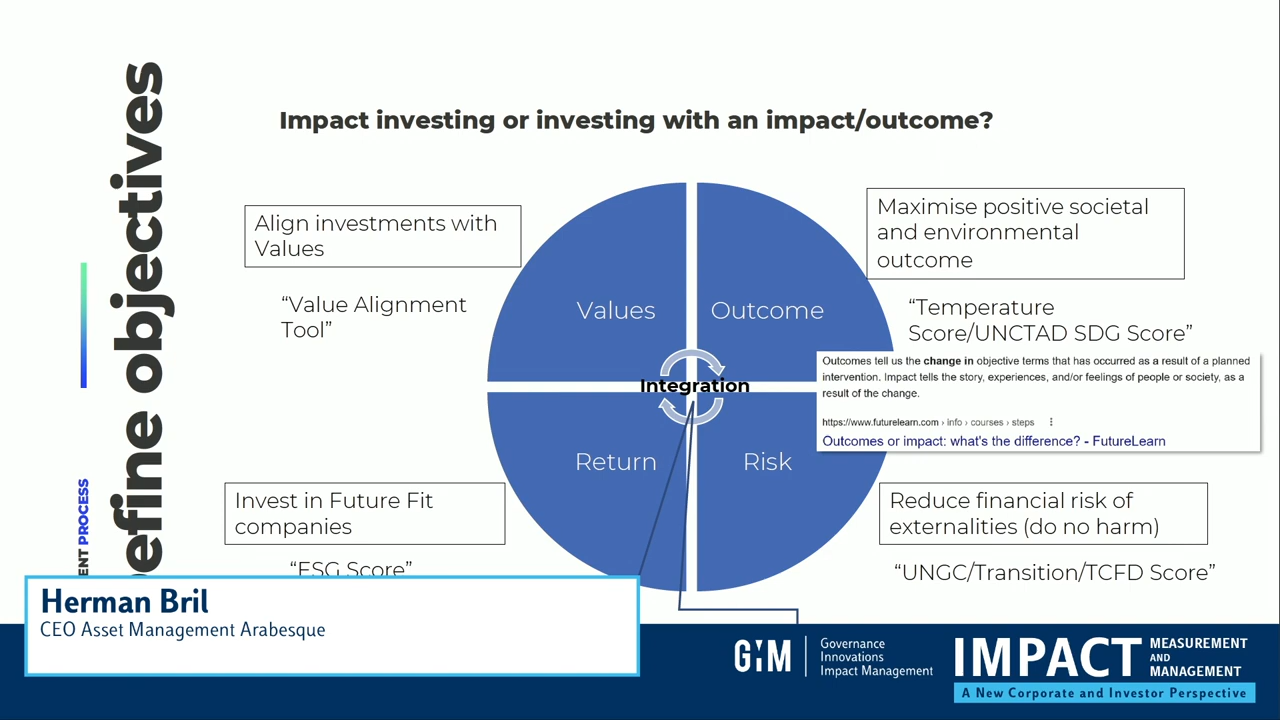 Impact investing or investing with an impact/outcome?
efine objectives
ENT PROCESS
Align investments with
Values
“Value Alignment
Tool”
Maximise positive societal
and environmental
outcome
“Temperature
Score/UNCTAD SDG Score”
Values
Outcome
Integration
Return
Risk
Outcomes tell us the change in objective terms that has occurred as a result of a planned
intervention. Impact tells the story, experiences, and/or feelings of people or society, as a
result of the change.
https://www.futurelearn.com › info › courses › steps
Outcomes or impact: what's the difference? - FutureLearn
Invest in Future Fit
companies
“ESG Score”
Reduce financial risk of
externalities (do no harm)
“UNGC/Transition/TCFD Score”
Herman Bril
CEO Asset Management Arabesque
GIM
Governance
Innovations
Impact Management
IMPACT
MEASUREMENT
AND
MANAGEMENT
A New Corporate and Investor Perspective